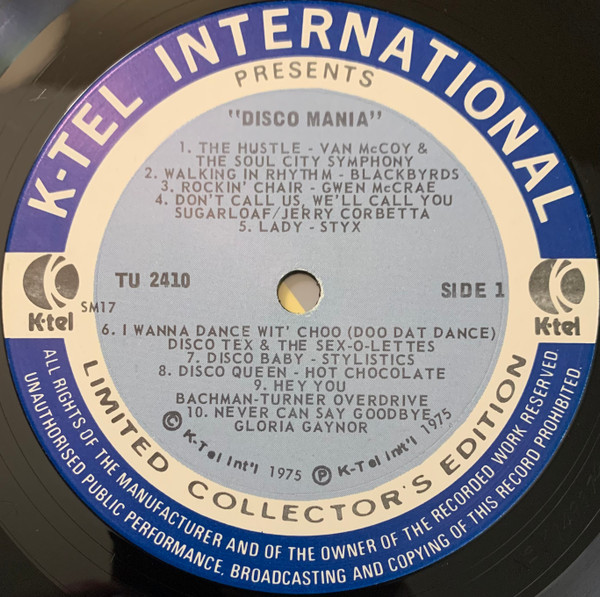 K-TEL INTERNATIONAL
PRESENTS
"DISCO MANIA"
1. THE HUSTLE - VAN McCOY &
THE SOUL CITY SYMPHONY
2. WALKING IN RHYTHM - BLACKBYRDS
3. ROCKIN' CHAIR - GWEN McCRAE
4. DON'T CALL US, WE'LL CALL YOU
SUGARLOAF/JERRY CORBETTA
5. LADY - STYX
TU 2410
SIDE 1
SM17
K-tel
K-tel
6. I WANNA DANCE WIT' CHOO (DOO DAT DANCE)
DISCO TEX & THE SEX-O-LETTES
7. DISCO BABY - STYLISTICS
8. DISCO QUEEN - HOT CHOCOLATE
9. HEY YOU
BACHMAN-TURNER OVERDRIVE
10. NEVER CAN SAY GOODBYE
GLORIA GAYNOR
© K-Tel Int'l 1975 ℗ K-Tel Int'l 1975
LIMITED COLLECTOR'S EDITION
ALL RIGHTS OF THE MANUFACTURER AND OF THE OWNER OF THE RECORDED WORK RESERVED
UNAUTHORISED PUBLIC PERFORMANCE, BROADCASTING AND COPYING OF THIS RECORD PROHIBITED.